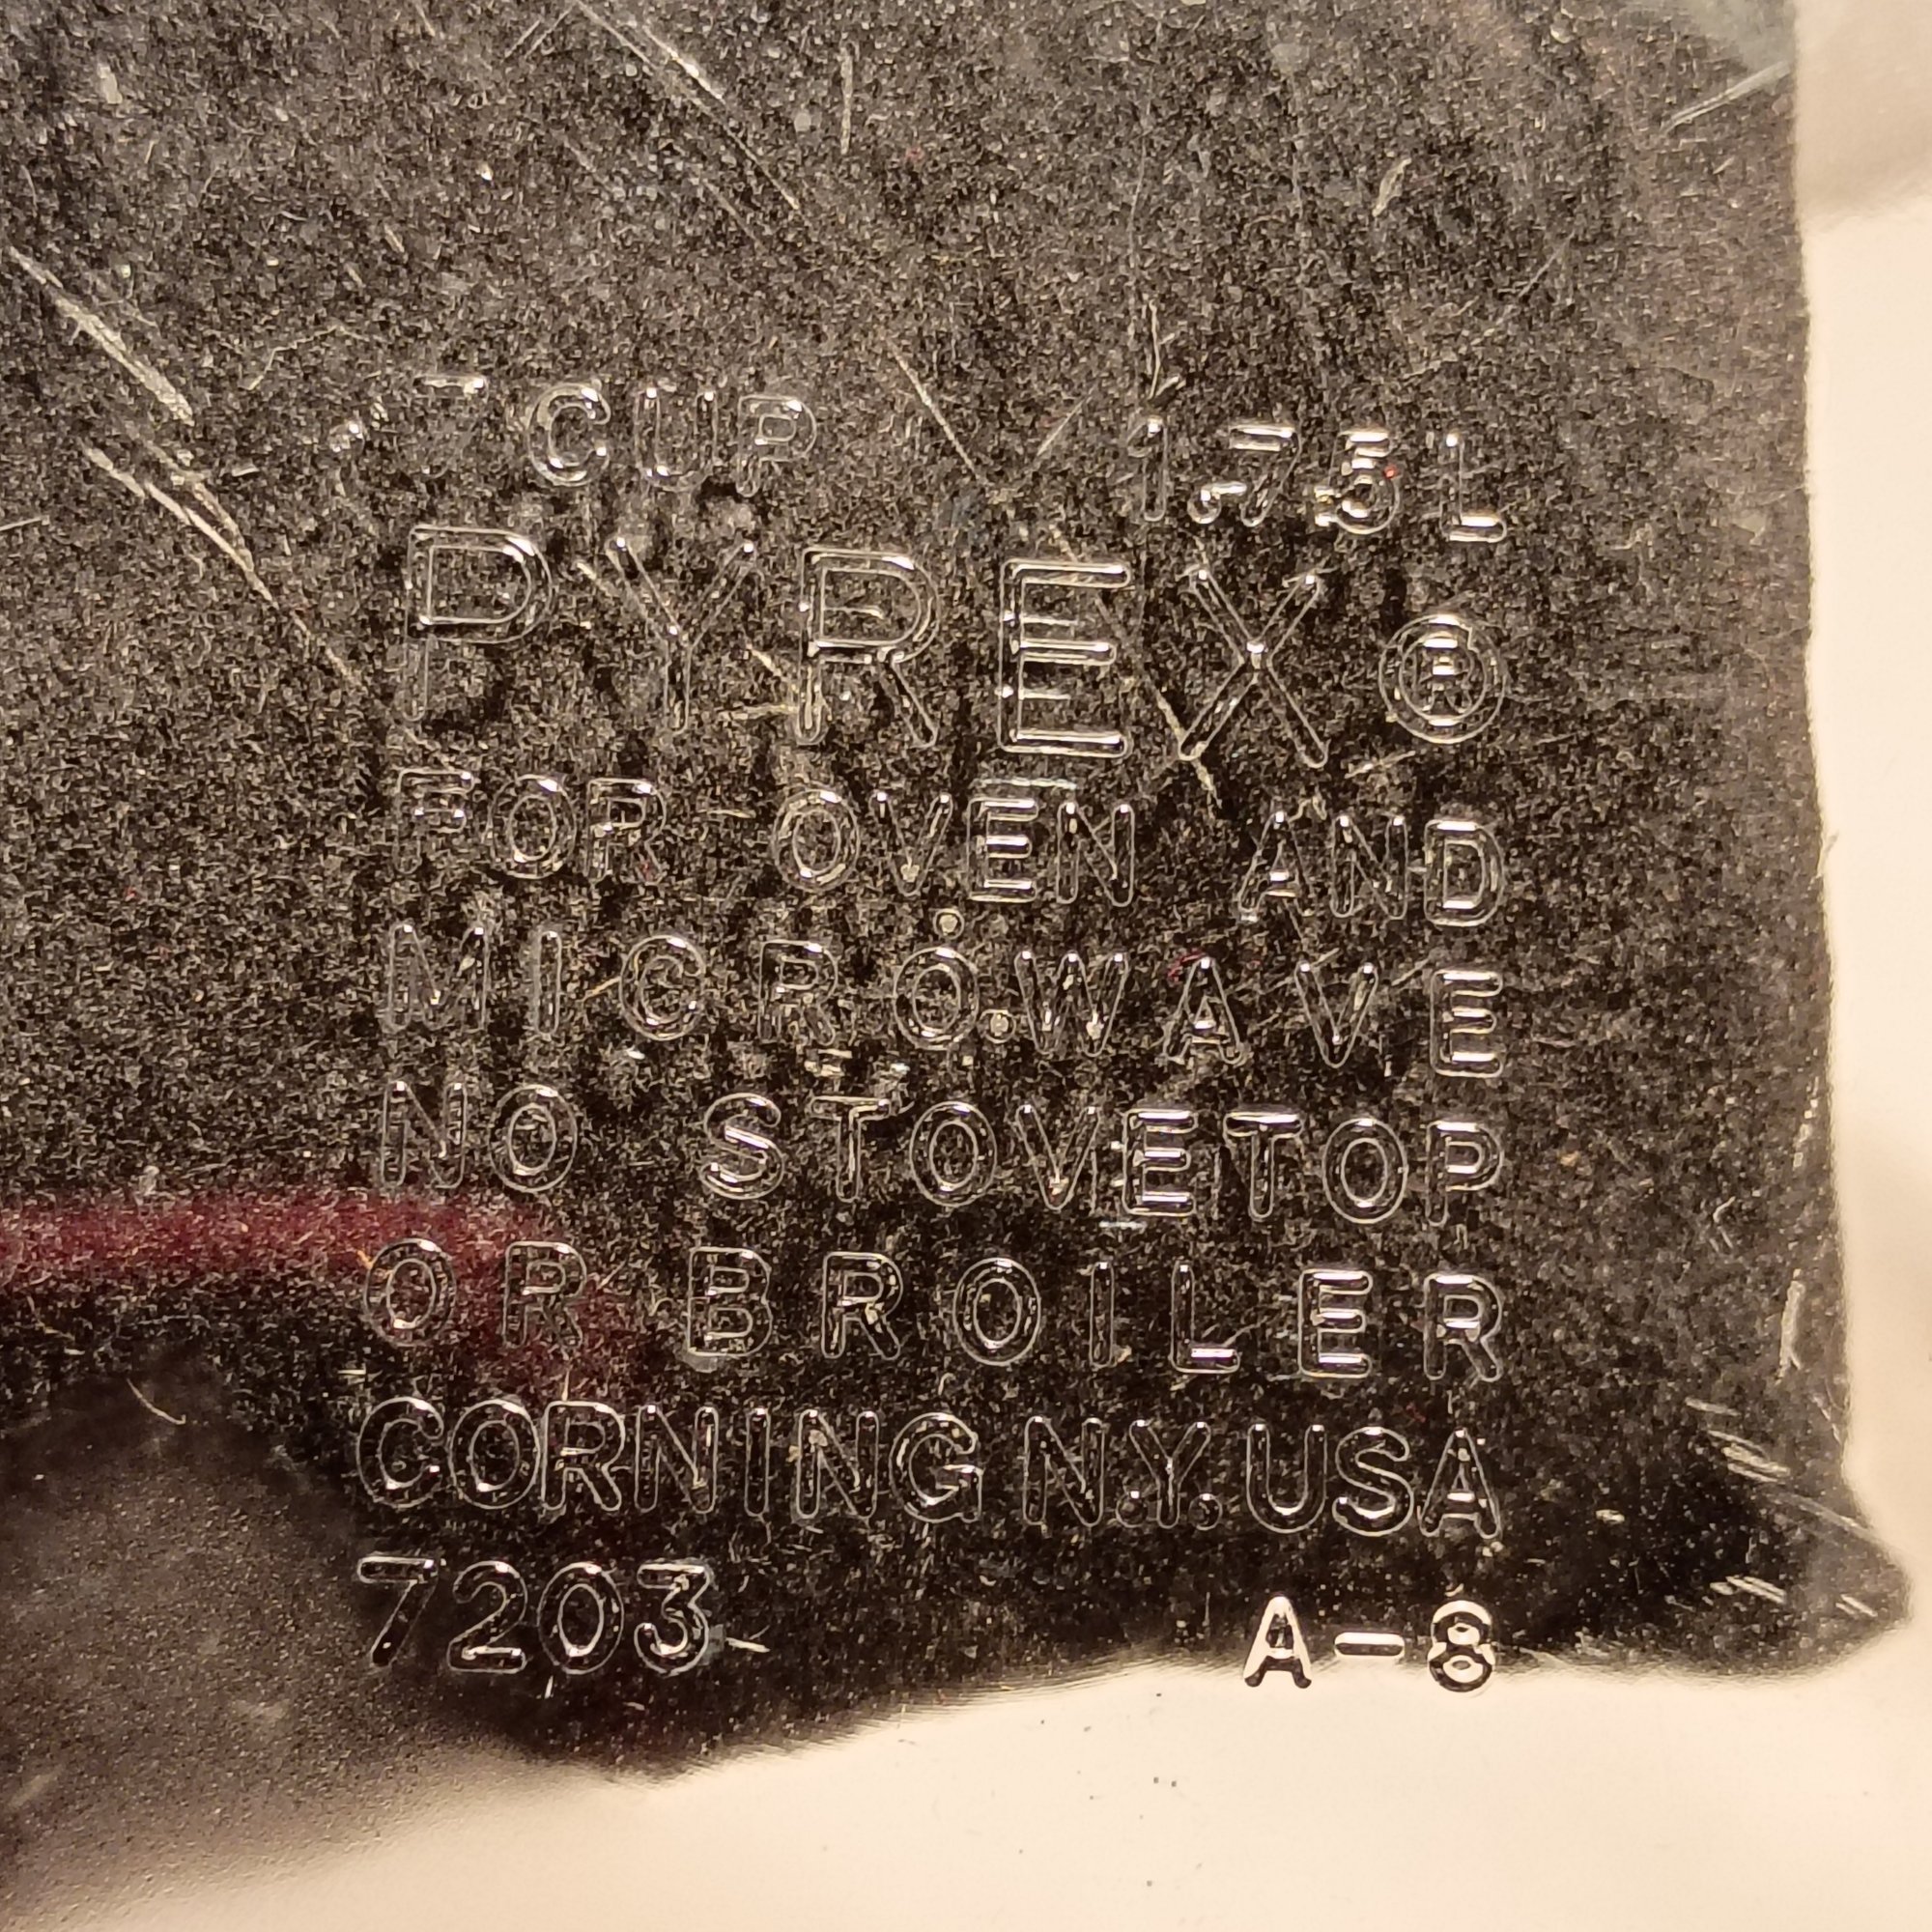 7 CUP 1.75 L
PYREX ®
FOR OVEN AND
MICROWAVE
NO STOVETOP
OR BROILER
CORNING N.Y. USA
7203 A-8